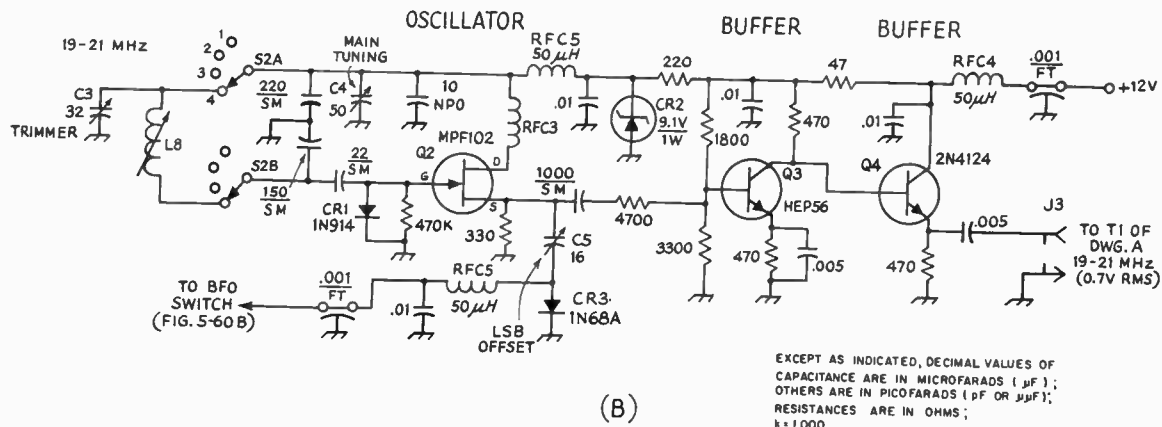 OSCILLATOR
BUFFER
BUFFER
19-21 MHz
1
2
3
4
S2A
C3
32
TRIMMER
L8
S2B
220
SM
150
SM
MAIN
TUNING
C4
50
10
NPO
22
SM
CR1
1N914
470K
MPF102
Q2
G
D
S
RFC3
RFC5
50µH
.01
CR2
9.1V
1W
220
330
1000
SM
C5
16
4700
LSB
OFFSET
CR3
1N68A
RFC5
50µH
.01
.001
FT
TO BFO
SWITCH
(FIG. 5-60B)
1800
3300
.01
470
47
Q3
HEP56
470
.005
.01
RFC4
50µH
.001
FT
+12V
2N4124
Q4
470
.005
J3
TO T1 OF
DWG. A
19-21 MHz
(0.7V RMS)
EXCEPT AS INDICATED, DECIMAL VALUES OF
CAPACITANCE ARE IN MICROFARADS (µF);
OTHERS ARE IN PICOFARADS (pF OR µµF);
RESISTANCES ARE IN OHMS;
k=1000
(B)